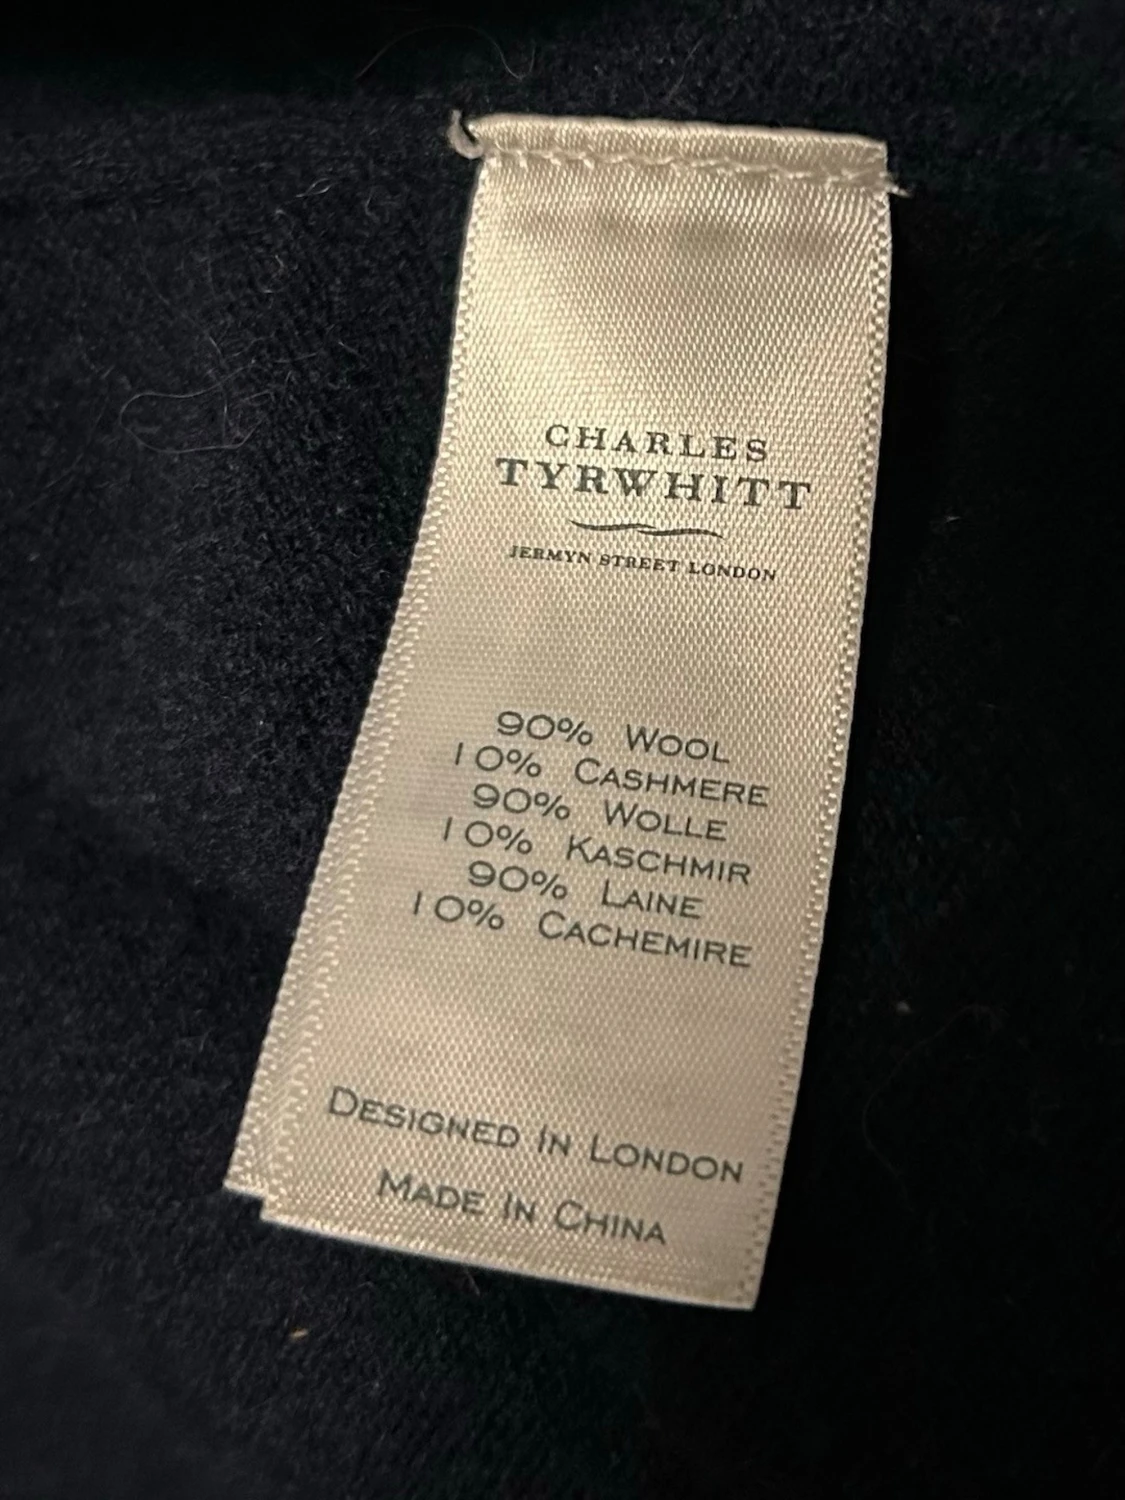 CHARLES
TYRWHITT
JERMYN STREET LONDON
90% WOOL
10% CASHMERE
90% WOLLE
10% KASCHMIR
90% LAINE
10% CACHEMIRE
DESIGNED IN LONDON
MADE IN CHINA